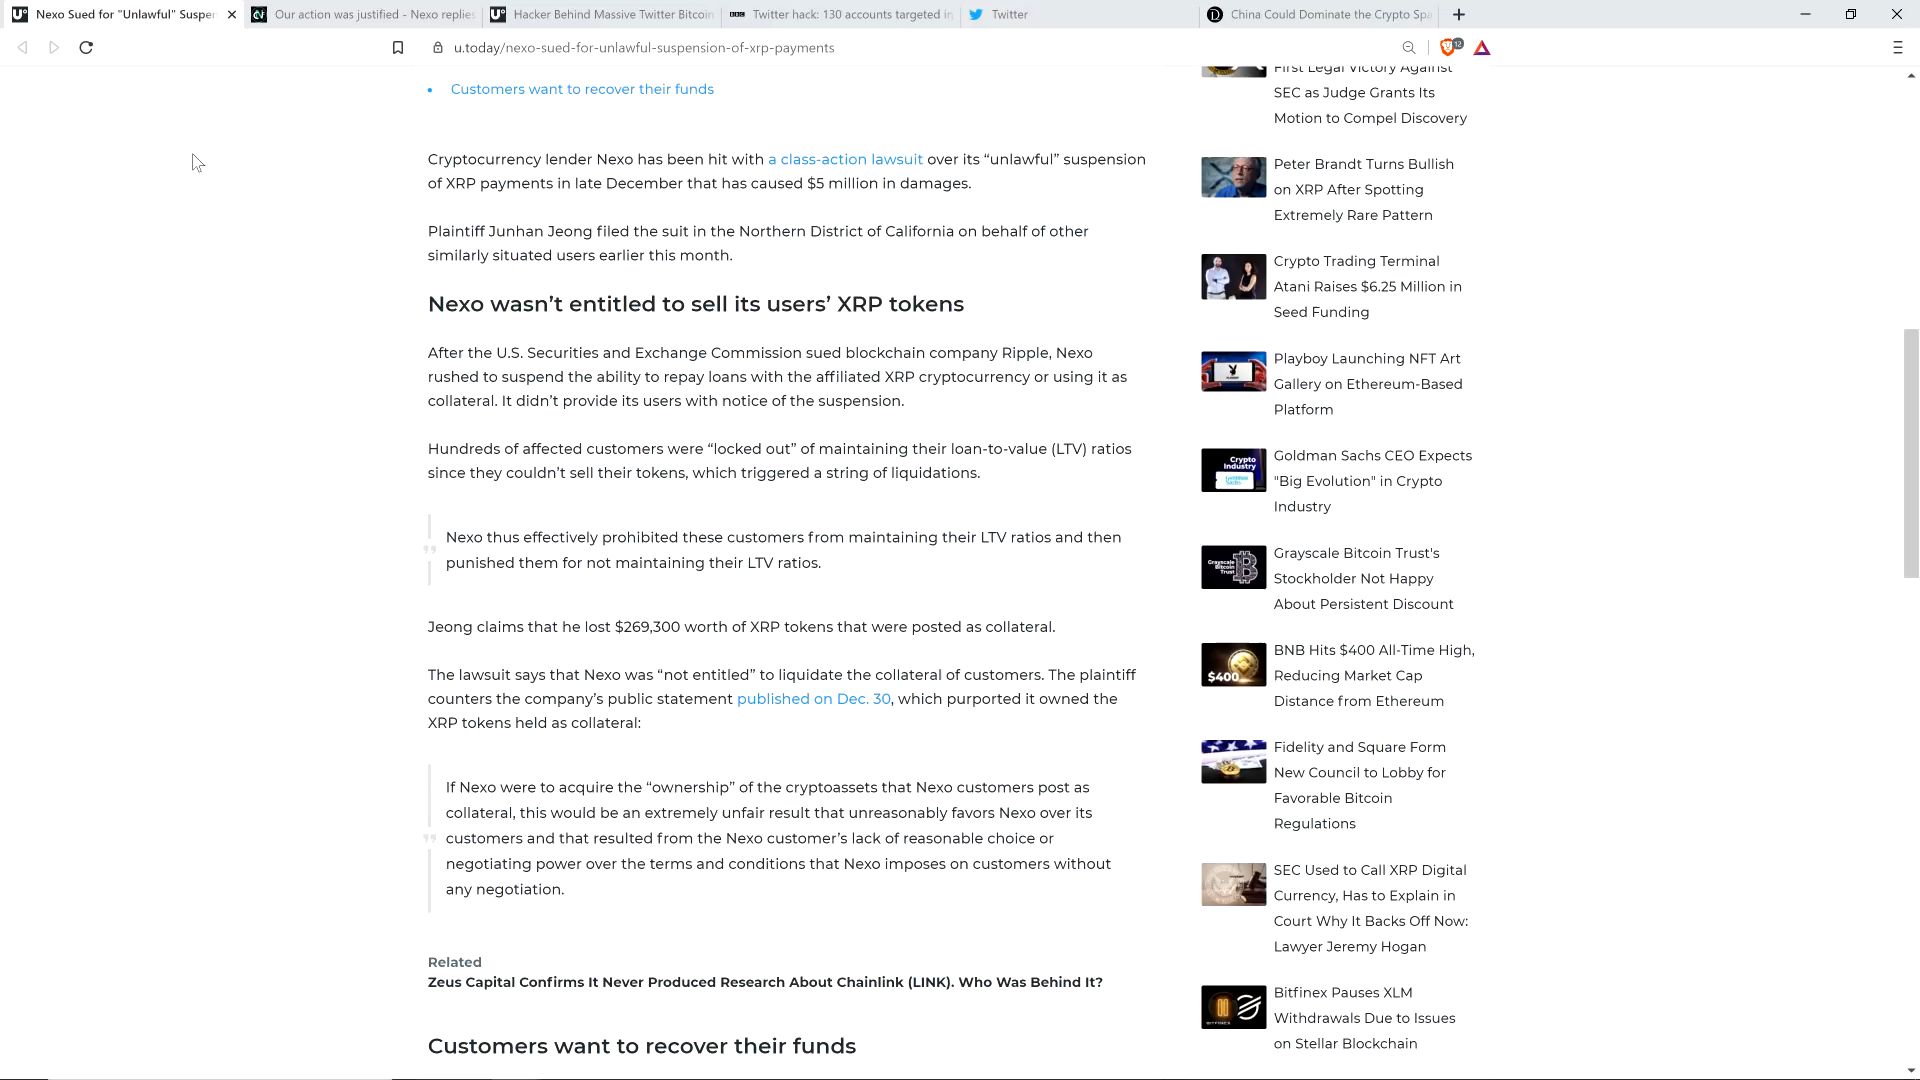 Nexo Sued for "Unlawful" Suspen
Our action was justified - Nexo replies
Hacker Behind Massive Twitter Bitcoin
BBC
Twitter hack: 130 accounts targeted in
Twitter
China Could Dominate the Crypto Spa
u.today/nexo-sued-for-unlawful-suspension-of-xrp-payments
12
Customers want to recover their funds
Cryptocurrency lender Nexo has been hit with a class-action lawsuit over its “unlawful” suspension
of XRP payments in late December that has caused $5 million in damages.
Plaintiff Junhan Jeong filed the suit in the Northern District of California on behalf of other
similarly situated users earlier this month.
Nexo wasn’t entitled to sell its users’ XRP tokens
After the U.S. Securities and Exchange Commission sued blockchain company Ripple, Nexo
rushed to suspend the ability to repay loans with the affiliated XRP cryptocurrency or using it as
collateral. It didn’t provide its users with notice of the suspension.
Hundreds of affected customers were “locked out” of maintaining their loan-to-value (LTV) ratios
since they couldn’t sell their tokens, which triggered a string of liquidations.
Nexo thus effectively prohibited these customers from maintaining their LTV ratios and then
punished them for not maintaining their LTV ratios.
Jeong claims that he lost $269,300 worth of XRP tokens that were posted as collateral.
The lawsuit says that Nexo was “not entitled” to liquidate the collateral of customers. The plaintiff
counters the company’s public statement published on Dec. 30, which purported it owned the
XRP tokens held as collateral:
If Nexo were to acquire the “ownership” of the cryptoassets that Nexo customers post as
collateral, this would be an extremely unfair result that unreasonably favors Nexo over its
customers and that resulted from the Nexo customer’s lack of reasonable choice or
negotiating power over the terms and conditions that Nexo imposes on customers without
any negotiation.
Related
Zeus Capital Confirms It Never Produced Research About Chainlink (LINK). Who Was Behind It?
Customers want to recover their funds
First Legal Victory Against
SEC as Judge Grants Its
Motion to Compel Discovery
Peter Brandt Turns Bullish
on XRP After Spotting
Extremely Rare Pattern
Crypto Trading Terminal
Atani Raises $6.25 Million in
Seed Funding
Playboy Launching NFT Art
Gallery on Ethereum-Based
Platform
Crypto
Industry
Goldman Sachs CEO Expects
"Big Evolution" in Crypto
Industry
Grayscale
Bitcoin
Trust
Grayscale Bitcoin Trust's
Stockholder Not Happy
About Persistent Discount
$400
BNB Hits $400 All-Time High,
Reducing Market Cap
Distance from Ethereum
Fidelity and Square Form
New Council to Lobby for
Favorable Bitcoin
Regulations
SEC Used to Call XRP Digital
Currency, Has to Explain in
Court Why It Backs Off Now:
Lawyer Jeremy Hogan
BITFINEX
Bitfinex Pauses XLM
Withdrawals Due to Issues
on Stellar Blockchain